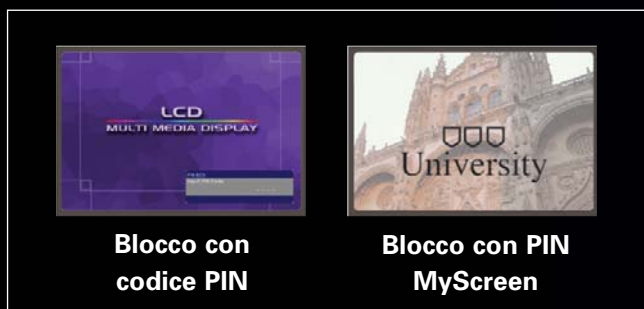 LCD
MULTI MEDIA DISPLAY
University
Blocco con
codice PIN
Blocco con PIN
MyScreen